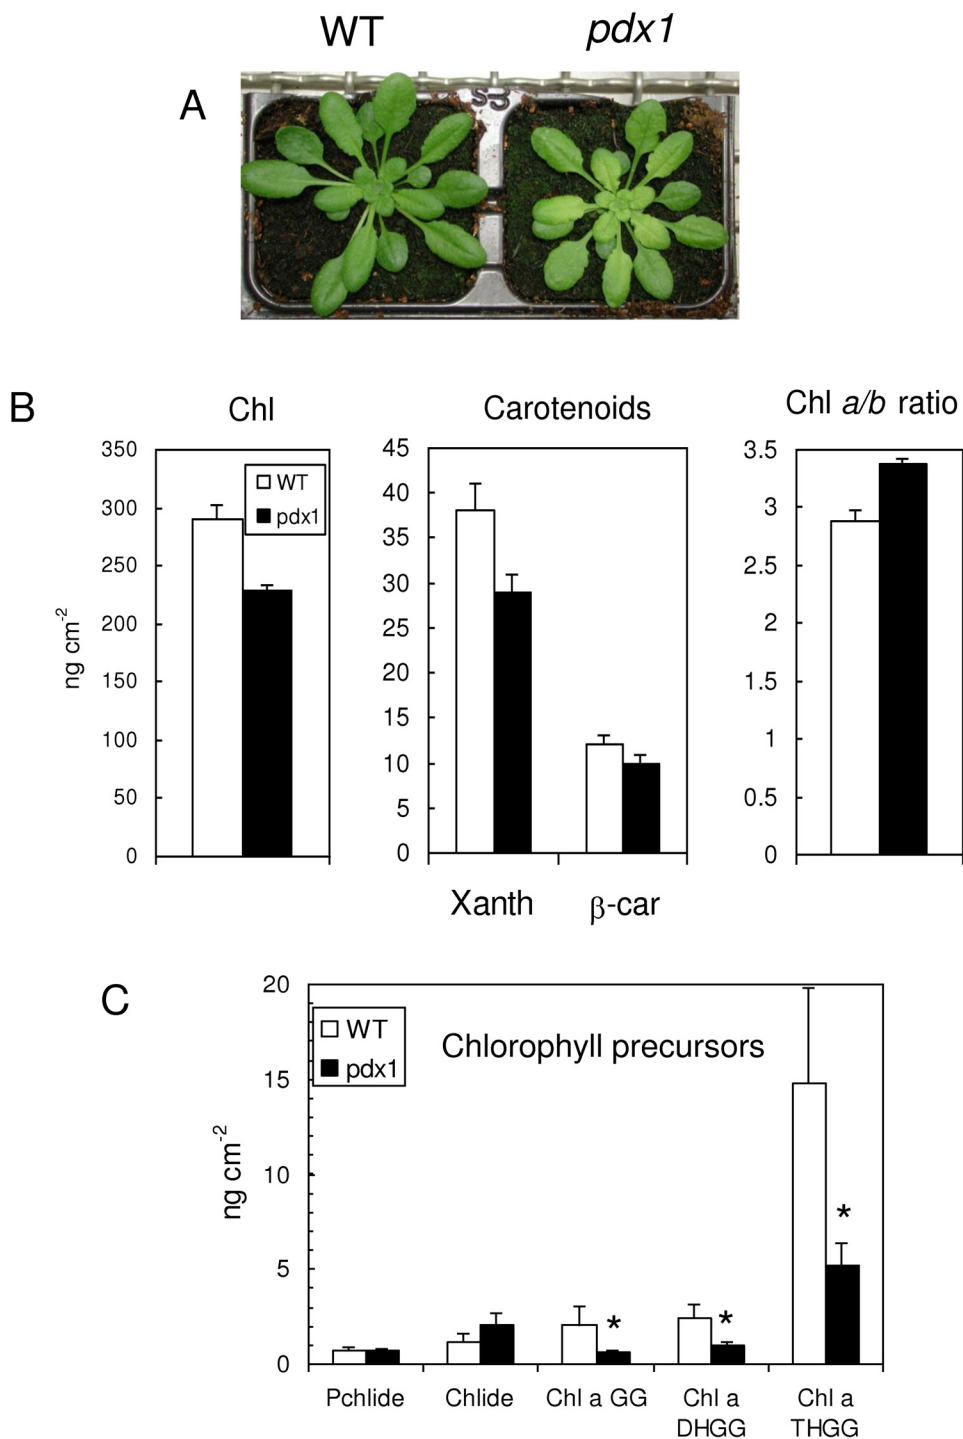 WT pdx1
A
s3
B
Chl Carotenoids Chl a/b ratio
350
300
250
200
150
100
50
0
ng cm-2
WT
pdx1
45
40
35
30
25
20
15
10
5
0
Xanth β-car
3.5
3
2.5
2
1.5
1
0.5
0
C
20
15
10
5
0
ng cm-2
WT
pdx1
Chlorophyll precursors
*
*
*
Pchlide Chlide Chl a GG Chl a Chl a
DHGG THGG